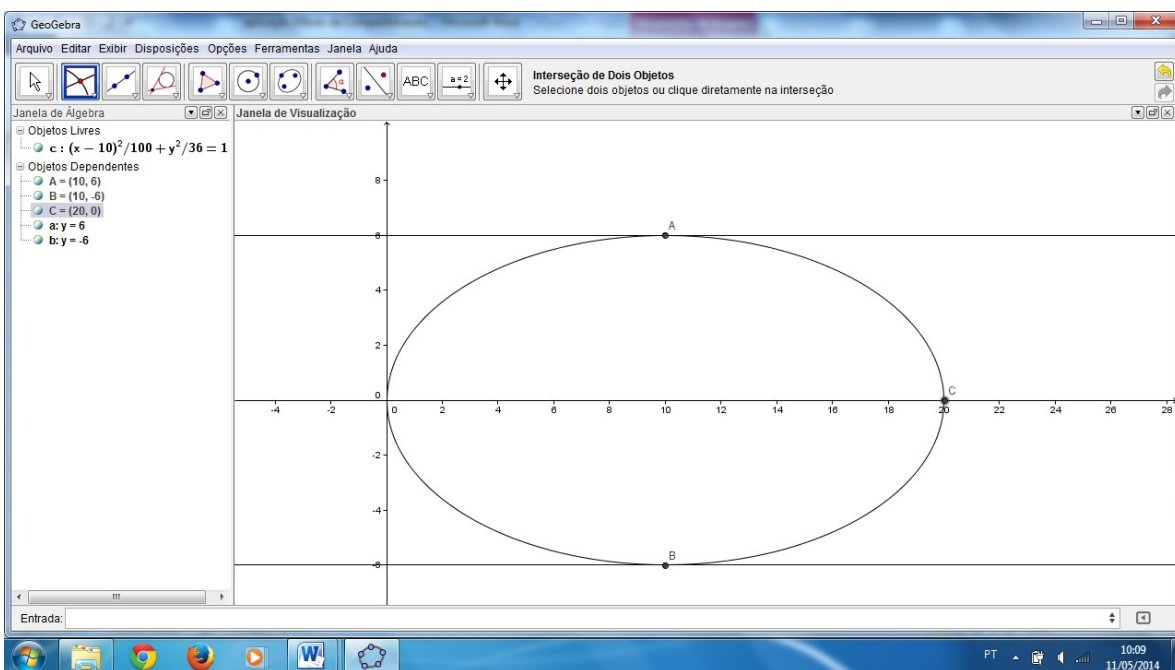 GeoGebra
Arquivo Editar Exibir Disposições Opções Ferramentas Janela Ajuda
ABC
a = 2
Interseção de Dois Objetos
Selecione dois objetos ou clique diretamente na interseção
Janela de Álgebra
Janela de Visualização
Objetos Livres
c : (x − 10)²/100 + y²/36 = 1
Objetos Dependentes
A = (10, 6)
B = (10, -6)
C = (20, 0)
a: y = 6
b: y = -6
8
6
4
2
0
-2
-4
-6
-4 -2 0 2 4 6 8 10 12 14 16 18 20 22 24 26 28
A
B
C
Entrada:
W
PT
10:09
11/05/2014